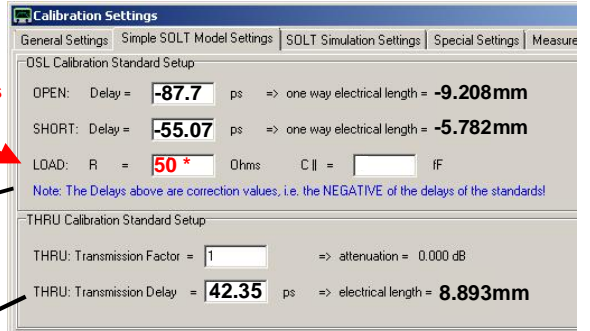 Calibration Settings
General Settings Simple SOLT Model Settings SOLT Simulation Settings Special Settings Measure
OSL Calibration Standard Setup
OPEN: Delay = -87.7 ps => one way electrical length = -9.208mm
SHORT: Delay = -55.07 ps => one way electrical length = -5.782mm
LOAD: R = 50 * Ohms C || = fF
Note: The Delays above are correction values, i.e. the NEGATIVE of the delays of the standards!
THRU Calibration Standard Setup
THRU: Transmission Factor = 1 => attenuation = 0.000 dB
THRU: Transmission Delay = 42.35 ps => electrical length = 8.893mm